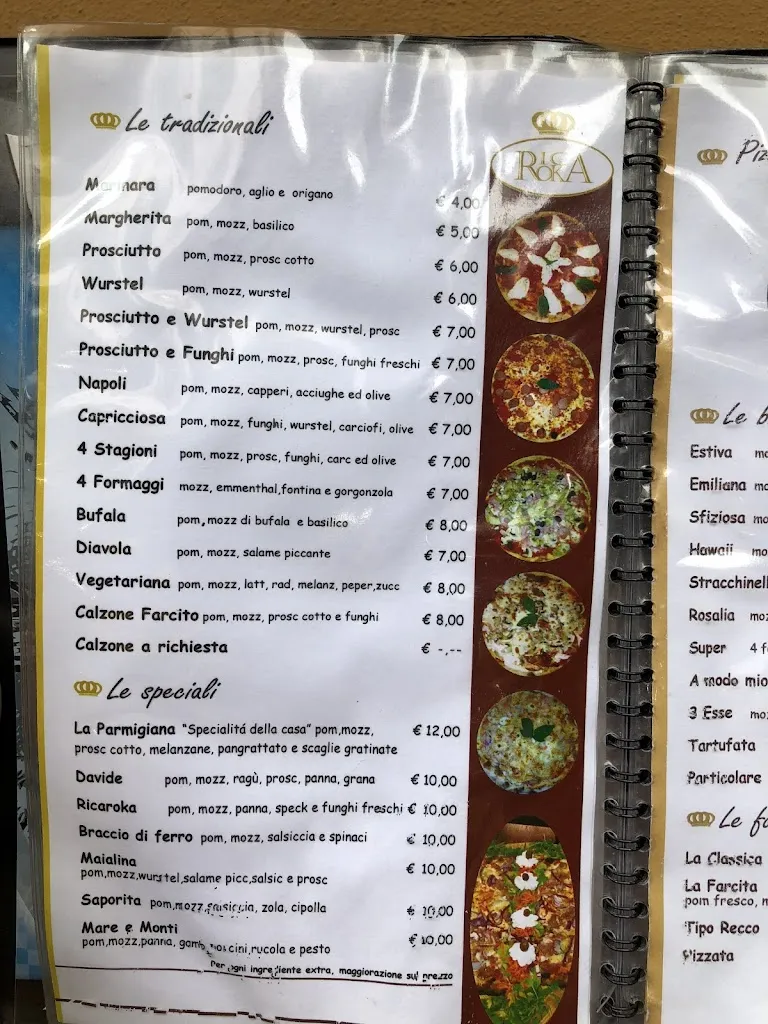 Le tradizionali
RICAROKA
Marinara pomodoro, aglio e origano € 4,00
Margherita pom, mozz, basilico € 5,00
Prosciutto pom, mozz, prosc cotto € 6,00
Wurstel pom, mozz, wurstel € 6,00
Prosciutto e Wurstel pom, mozz, wurstel, prosc € 7,00
Prosciutto e Funghi pom, mozz, prosc, funghi freschi € 7,00
Napoli pom, mozz, capperi, acciughe ed olive € 7,00
Capricciosa pom, mozz, funghi, wurstel, carciofi, olive € 7,00
4 Stagioni pom, mozz, prosc, funghi, carc ed olive € 7,00
4 Formaggi mozz, emmenthal,fontina e gorgonzola € 7,00
Bufala pom, mozz di bufala e basilico € 8,00
Diavola pom, mozz, salame piccante € 7,00
Vegetariana pom, mozz, latt, rad, melanz, peper,zucc € 8,00
Calzone Farcito pom, mozz, prosc cotto e funghi € 8,00
Calzone a richiesta € -,--
Le speciali
La Parmigiana "Specialitá della casa" pom,mozz, € 12,00
prosc cotto, melanzane, pangrattato e scaglie gratinate
Davide pom, mozz, ragù, prosc, panna, grana € 10,00
Ricaroka pom, mozz, panna, speck e funghi freschi € 10,00
Braccio di ferro pom, mozz, salsiccia e spinaci € 10,00
Maialina € 10,00
pom,mozz,wurstel,salame picc,salsic e prosc
Saporita pom,mozz,salsiccia, zola, cipolla € 10,00
Mare e Monti € 10,00
pom,mozz,panna, gamb, porcini,rucola e pesto
Per ogni ingrediente extra, maggiorazione sul prezzo
Le
Estiva
Emiliana
Sfiziosa
Hawaii
Rosalia
Super 4
A modo mio
3 Esse
Tartufata
Particolare
Le
La Classica
La Farcita
pom fresco,
Tipo Recco
Pizzata